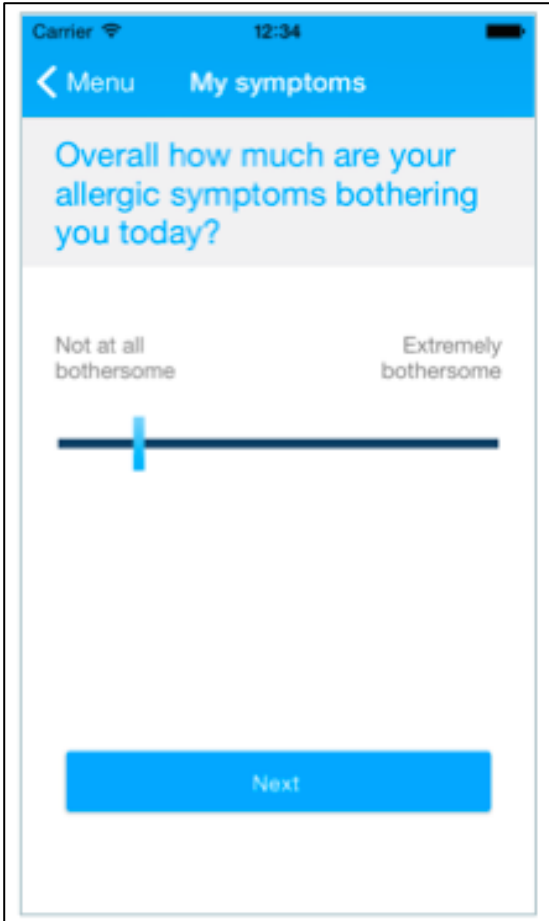 Carrier 12:34
Menu My symptoms
Overall how much are your
allergic symptoms bothering
you today?
Not at all Extremely
bothersome bothersome
Next